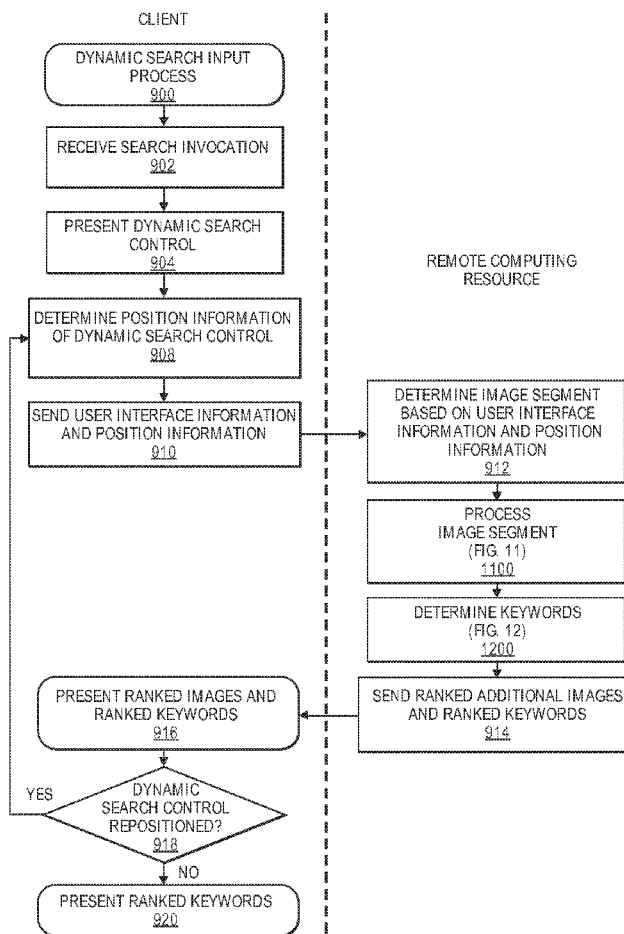 CLIENT
DYNAMIC SEARCH INPUT
PROCESS
900
RECEIVE SEARCH INVOCATION
902
PRESENT DYNAMIC SEARCH
CONTROL
904
DETERMINE POSITION INFORMATION
OF DYNAMIC SEARCH CONTROL
908
SEND USER INTERFACE INFORMATION
AND POSITION INFORMATION
910
REMOTE COMPUTING
RESOURCE
DETERMINE IMAGE SEGMENT
BASED ON USER INTERFACE
INFORMATION AND POSITION
INFORMATION
912
PROCESS
IMAGE SEGMENT
(FIG. 11)
1100
DETERMINE KEYWORDS
(FIG. 12)
1200
SEND RANKED ADDITIONAL IMAGES
AND RANKED KEYWORDS
914
PRESENT RANKED IMAGES AND
RANKED KEYWORDS
916
YES
DYNAMIC
SEARCH CONTROL
REPOSITIONED?
918
NO
PRESENT RANKED KEYWORDS
920